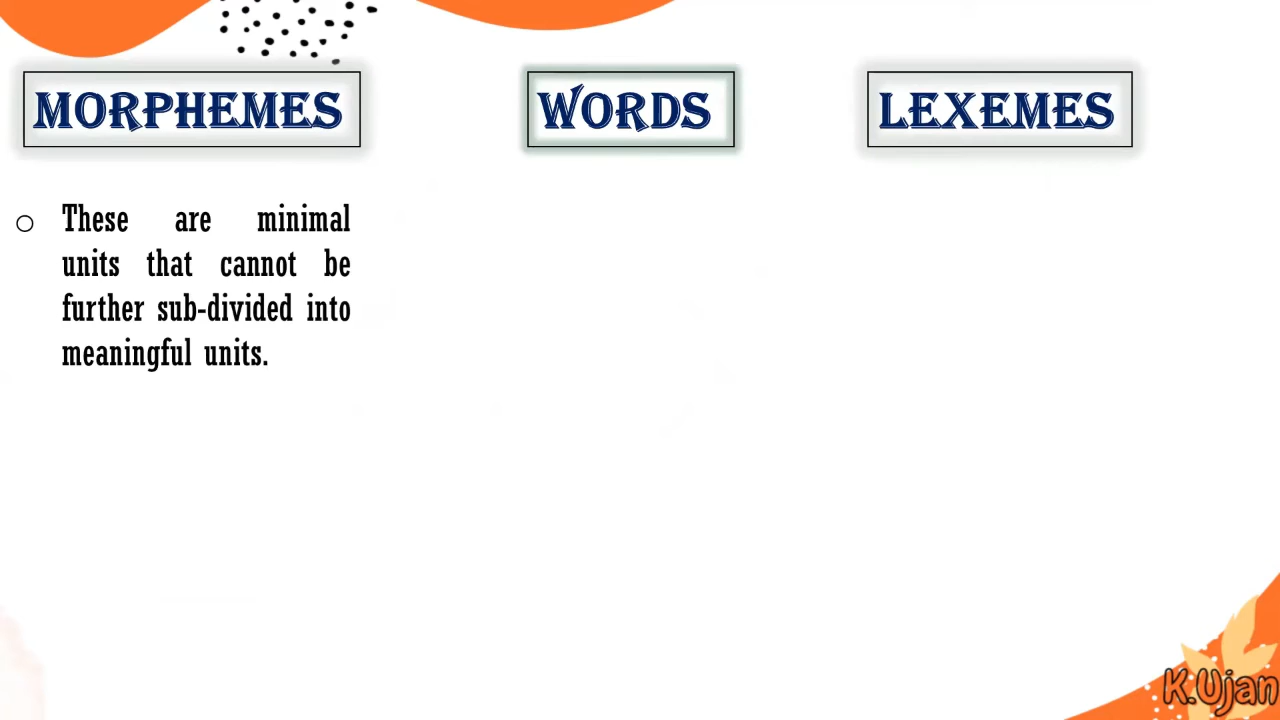 MORPHEMES
WORDS
LEXEMES
These are minimal
units that cannot be
further sub-divided into
meaningful units.
K.Ujan